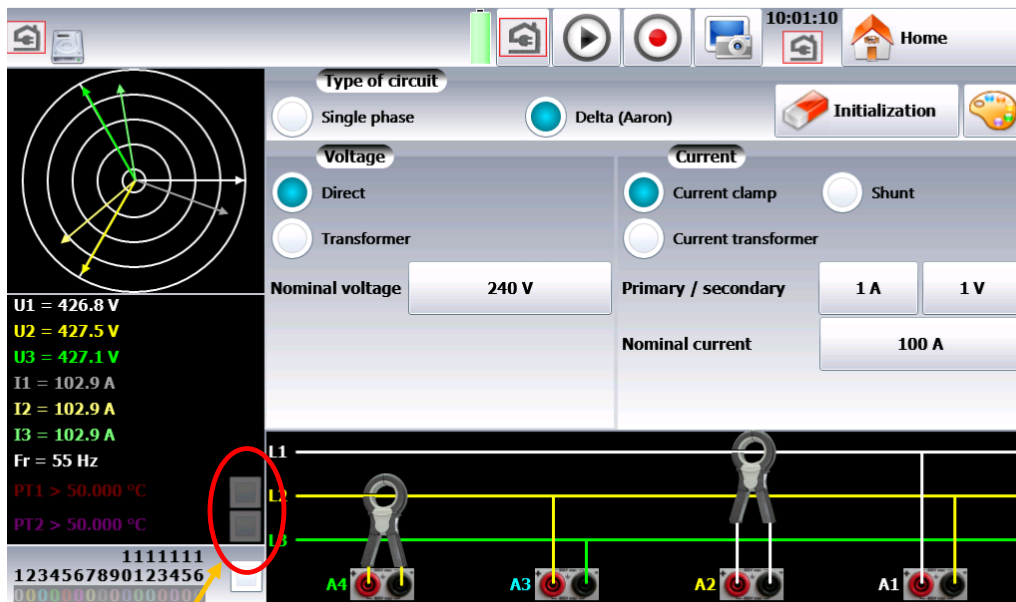 10:01:10
Home
Type of circuit
Single phase
Delta (Aaron)
Initialization
Voltage
Current
Direct
Current clamp
Shunt
Transformer
Current transformer
Nominal voltage
240 V
Primary / secondary
1 A
1 V
Nominal current
100 A
U1 = 426.8 V
U2 = 427.5 V
U3 = 427.1 V
I1 = 102.9 A
I2 = 102.9 A
I3 = 102.9 A
Fr = 55 Hz
PT1 > 50.000 °C
PT2 > 50.000 °C
1111111
1234567890123456
0000000000000000
L1
L2
L3
A4
A3
A2
A1